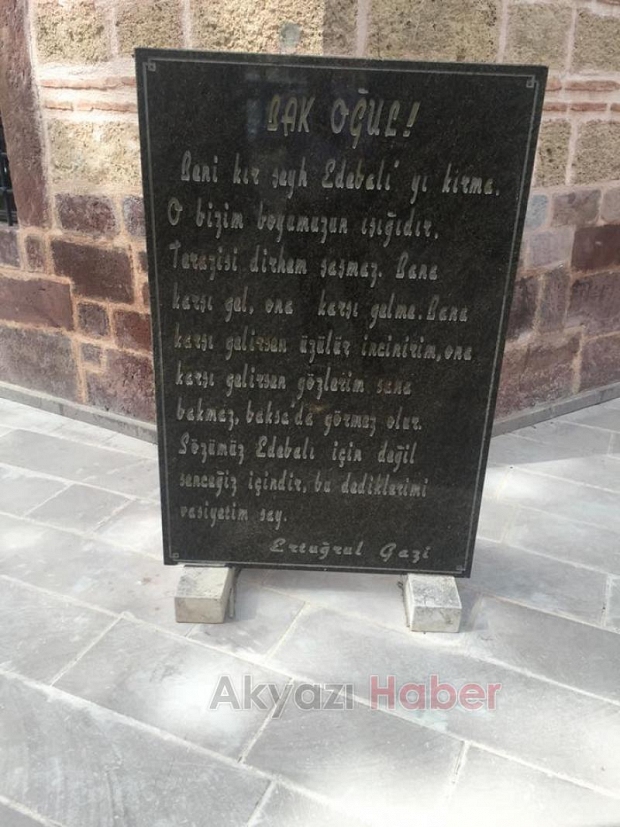 BAK OĞUL!
Beni kır şeyh Edebali'yi kırma.
O bizim boyumuzun ışığıdır.
Terazisi dirhem şaşmaz. Bana
karşı gel, ona karşı gelme. Bana
karşı gelirsen üzülür incinirim, ona
karşı gelirsen gözlerim sana
bakmaz, baksa'da görmez olur.
Sözümüz Edebalı için değil
senceğiz içindir, bu dediklerimi
vasiyetim say.
Ertuğrul Gazi
Akyazı Haber